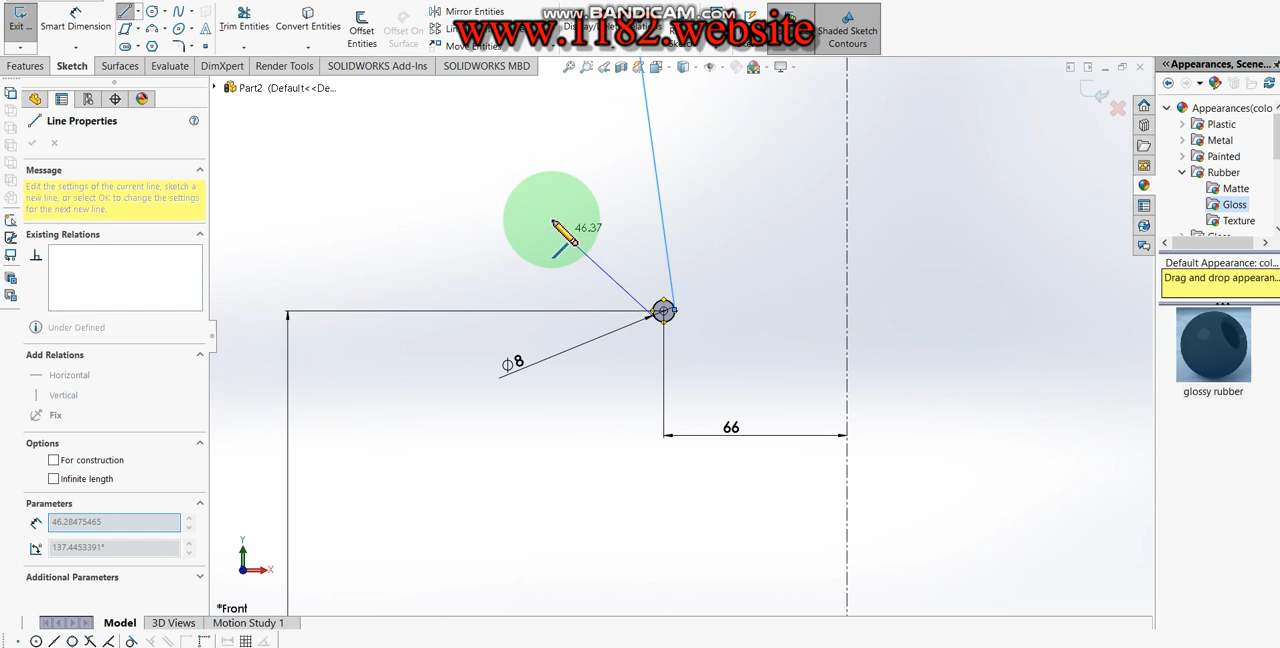 www.BANDICAM.com
www.1182.website
Exit ...
Smart Dimension
Trim Entities
Convert Entities
Offset Entities
Offset On Surface
Mirror Entities
Move Entities
Shaded Sketch Contours
Features
Sketch
Surfaces
Evaluate
DimXpert
Render Tools
SOLIDWORKS Add-Ins
SOLIDWORKS MBD
Part2 (Default<<De...
Line Properties
Message
Edit the settings of the current line, sketch a
new line, or select OK to change the settings
for the next new line.
Existing Relations
Under Defined
Add Relations
Horizontal
Vertical
Fix
Options
For construction
Infinite length
Parameters
46.28475465
137.4453391°
Additional Parameters
46.37
∅8
66
Y
X
*Front
Model
3D Views
Motion Study 1
Appearances, Scene...
Appearances(colo
Plastic
Metal
Painted
Rubber
Matte
Gloss
Texture
Default Appearance: col...
Drag and drop appearan...
glossy rubber